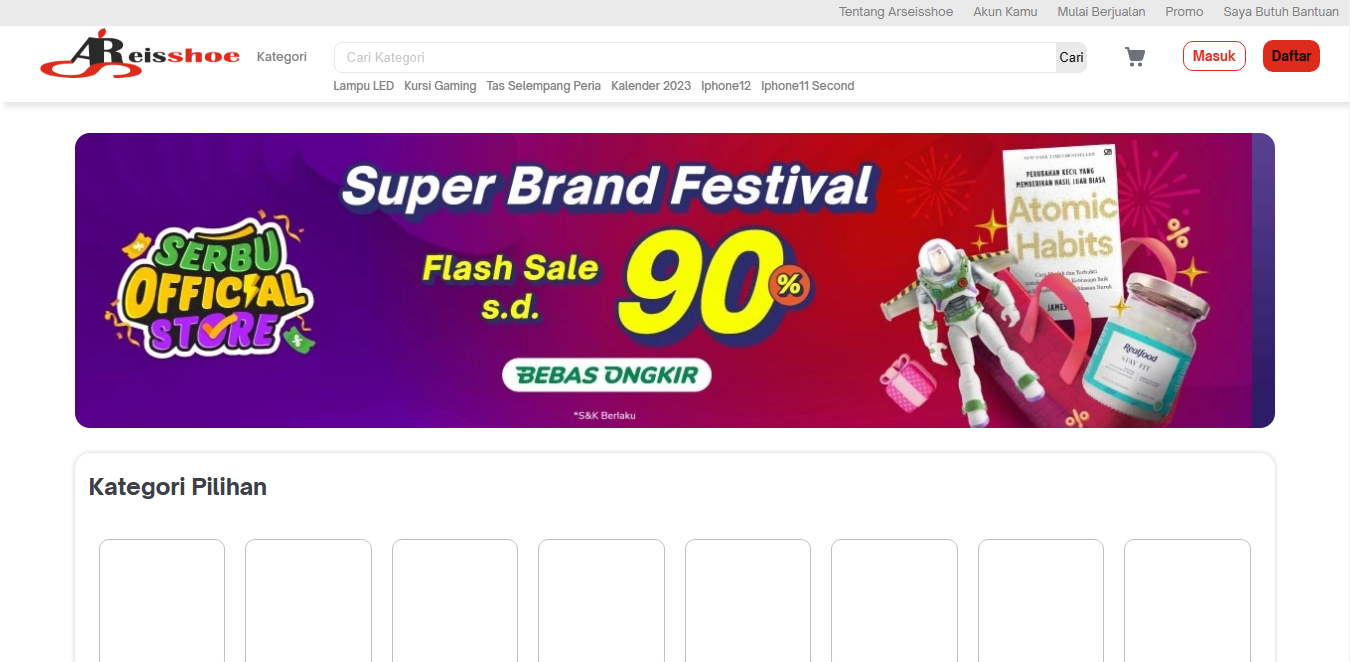 Tentang Arseisshoe Akun Kamu Mulai Berjualan Promo Saya Butuh Bantuan
AReisshoe Kategori Cari Kategori Cari Masuk Daftar
Lampu LED Kursi Gaming Tas Selempang Peria Kalender 2023 Iphone12 Iphone11 Second
SERBU
OFFICIAL
STORE
Super Brand Festival
Flash Sale
s.d.
90%
BEBAS ONGKIR
*S&K Berlaku
NEW YORK TIMES BESTSELLER
PERUBAHAN KECIL YANG
MEMBERIKAN HASIL LUAR BIASA
Atomic
Habits
JAMES
%
Realfood
STAY FIT
%
Kategori Pilihan